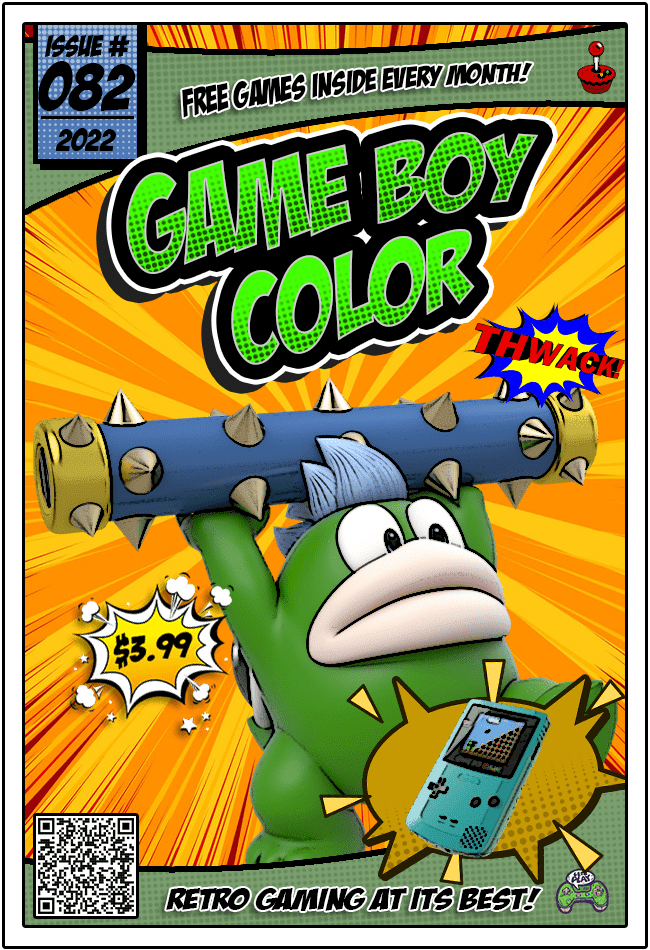 ISSUE #
082
2022
FREE GAMES INSIDE EVERY MONTH!
GAME BOY
COLOR
THWACK!
$3.99
RETRO GAMING AT ITS BEST!